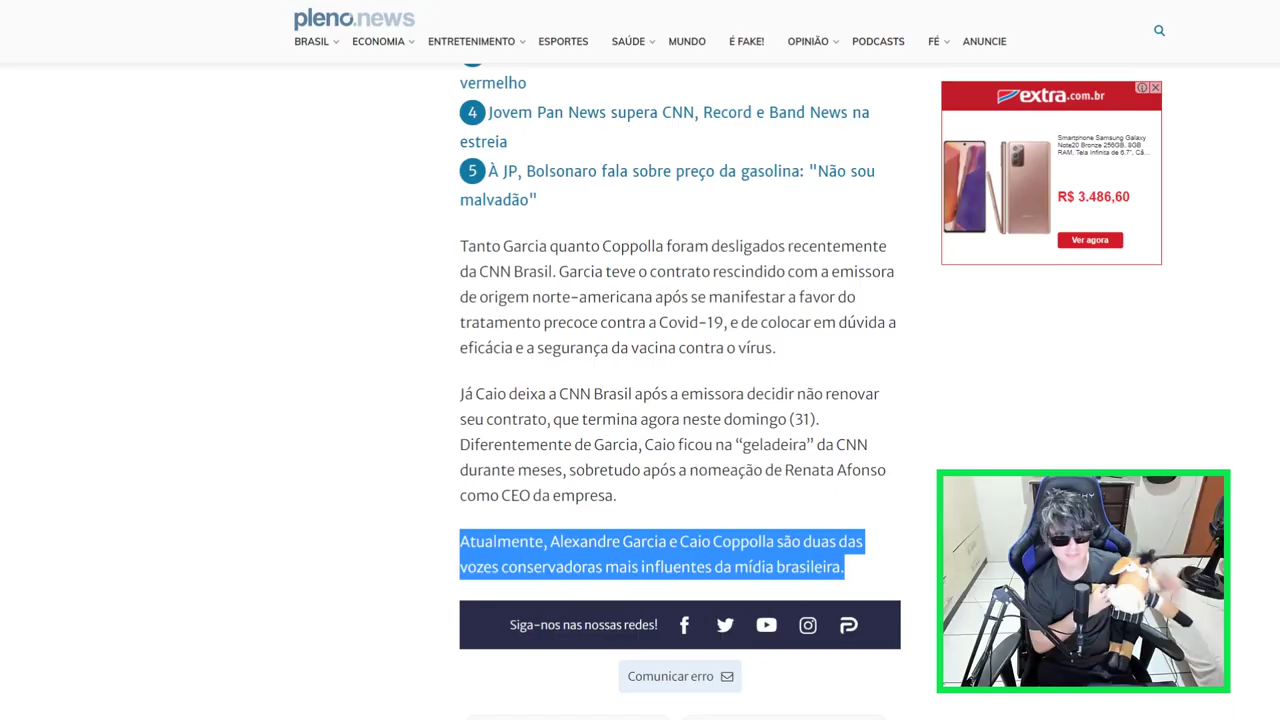 pleno.news
BRASIL ECONOMIA ENTRETENIMENTO ESPORTES SAÚDE MUNDO É FAKE! OPINIÃO PODCASTS FÉ ANUNCIE
vermelho
4 Jovem Pan News supera CNN, Record e Band News na
estreia
5 À JP, Bolsonaro fala sobre preço da gasolina: "Não sou
malvadão"
Tanto Garcia quanto Coppolla foram desligados recentemente
da CNN Brasil. Garcia teve o contrato rescindido com a emissora
de origem norte-americana após se manifestar a favor do
tratamento precoce contra a Covid-19, e de colocar em dúvida a
eficácia e a segurança da vacina contra o vírus.
Já Caio deixa a CNN Brasil após a emissora decidir não renovar
seu contrato, que termina agora neste domingo (31).
Diferentemente de Garcia, Caio ficou na “geladeira” da CNN
durante meses, sobretudo após a nomeação de Renata Afonso
como CEO da empresa.
Atualmente, Alexandre Garcia e Caio Coppolla são duas das
vozes conservadoras mais influentes da mídia brasileira.
Siga-nos nas nossas redes!
Comunicar erro
extra.com.br
Smartphone Samsung Galaxy
Note20 Bronze 256GB, 8GB
RAM, Tela Infinita de 6.7", Câ...
R$ 3.486,60
Ver agora